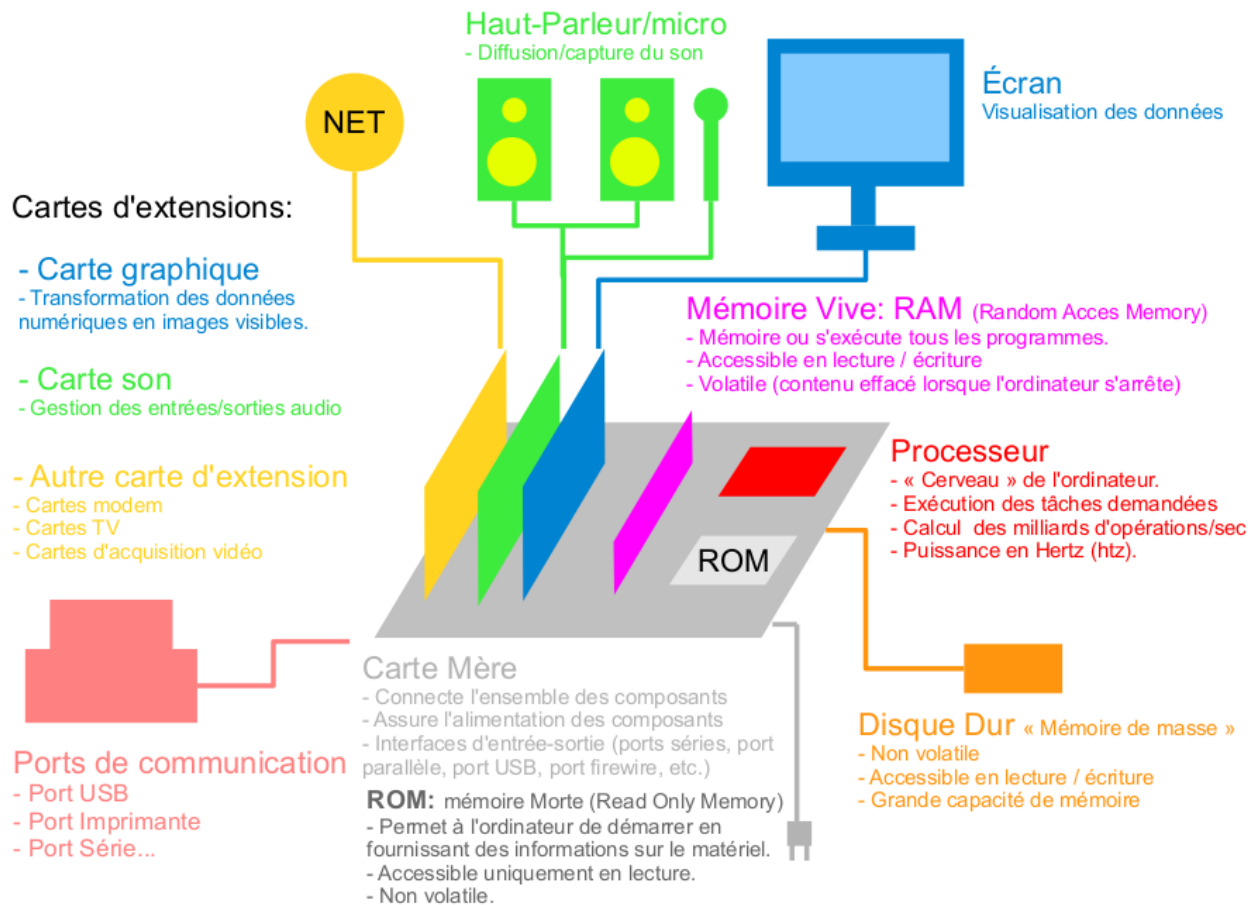 Haut-Parleur/micro
- Diffusion/capture du son
NET
Écran
Visualisation des données
Cartes d'extensions:
- Carte graphique
- Transformation des données
numériques en images visibles.
- Carte son
- Gestion des entrées/sorties audio
- Autre carte d'extension
- Cartes modem
- Cartes TV
- Cartes d'acquisition vidéo
Mémoire Vive: RAM (Random Acces Memory)
- Mémoire ou s'exécute tous les programmes.
- Accessible en lecture / écriture
- Volatile (contenu effacé lorsque l'ordinateur s'arrête)
Processeur
- « Cerveau » de l'ordinateur.
- Exécution des tâches demandées
- Calcul des milliards d'opérations/sec
- Puissance en Hertz (htz).
ROM
Carte Mère
- Connecte l'ensemble des composants
- Assure l'alimentation des composants
- Interfaces d'entrée-sortie (ports séries, port
parallèle, port USB, port firewire, etc.)
ROM: mémoire Morte (Read Only Memory)
- Permet à l'ordinateur de démarrer en
fournissant des informations sur le matériel.
- Accessible uniquement en lecture.
- Non volatile.
Ports de communication
- Port USB
- Port Imprimante
- Port Série...
Disque Dur « Mémoire de masse »
- Non volatile
- Accessible en lecture / écriture
- Grande capacité de mémoire